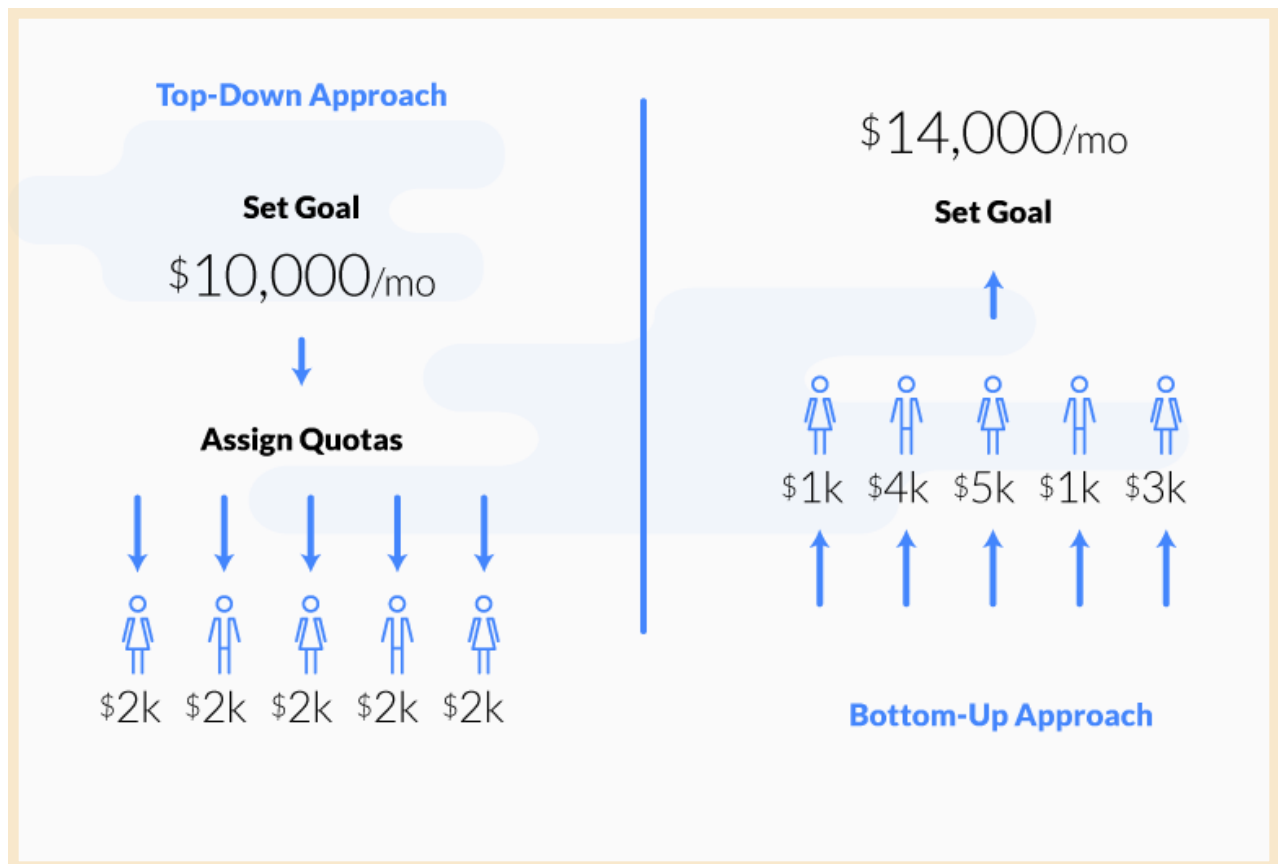 Top-Down Approach
Set Goal
$10,000/mo
Assign Quotas
$2k $2k $2k $2k $2k
$14,000/mo
Set Goal
$1k $4k $5k $1k $3k
Bottom-Up Approach